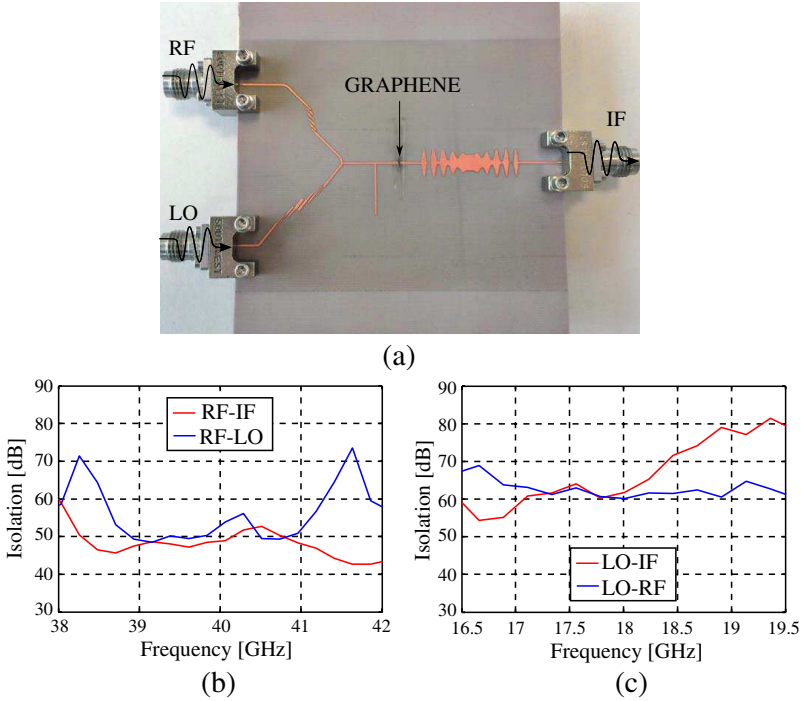 RF
GRAPHENE
IF
LO
(a)
90
80
70
60
50
40
30
Isolation [dB]
RF-IF
RF-LO
38
39
40
41
42
Frequency [GHz]
(b)
90
80
70
60
50
40
30
Isolation [dB]
LO-IF
LO-RF
16.5
17
17.5
18
18.5
19
19.5
Frequency [GHz]
(c)